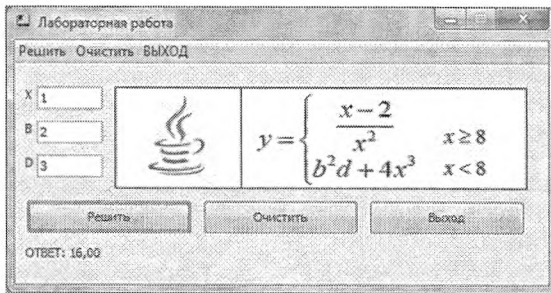 Лабораторная работа
Решить Очистить ВЫХОД
X 1
B 2
D 3
y = { (x − 2) / x² x ≥ 8
b²d + 4x³ x < 8
Решить Очистить Выход
ОТВЕТ: 16,00